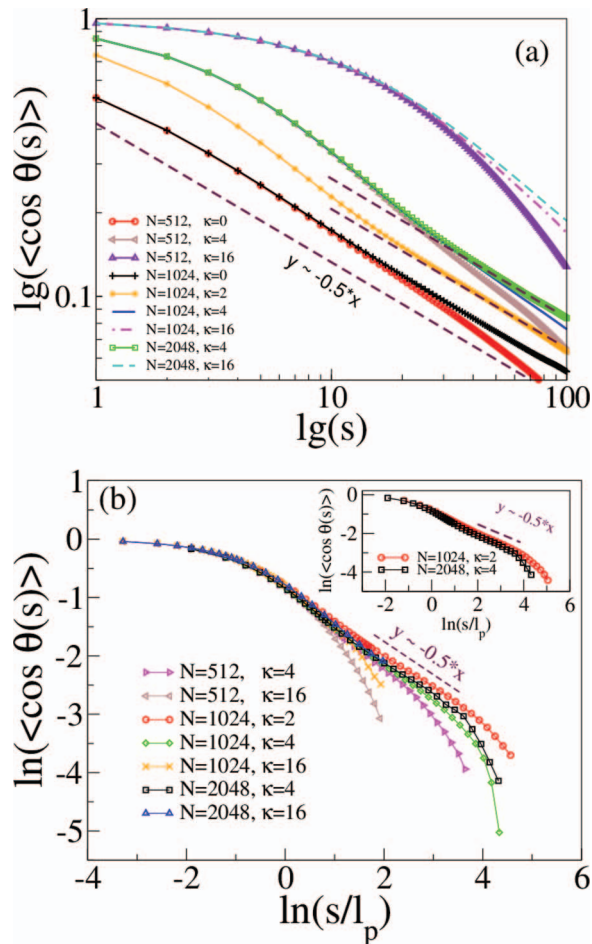 (a)
1
0.1
lg(<cos θ(s)>)
N=512, κ=0
N=512, κ=4
N=512, κ=16
N=1024, κ=0
N=1024, κ=2
N=1024, κ=4
N=1024, κ=16
N=2048, κ=4
N=2048, κ=16
y ~ -0.5*x
1 10 100
lg(s)
(b)
1
0
-1
-2
-3
-4
-5
ln(<cos θ(s)>)
0
-2
-4
ln(<cos θ(s)>)
y ~ -0.5*x
N=1024, κ=2
N=2048, κ=4
-2 0 2 4 6
ln(s/lp)
y ~ -0.5*x
N=512, κ=4
N=512, κ=16
N=1024, κ=2
N=1024, κ=4
N=1024, κ=16
N=2048, κ=4
N=2048, κ=16
-4 -2 0 2 4 6
ln(s/lp)